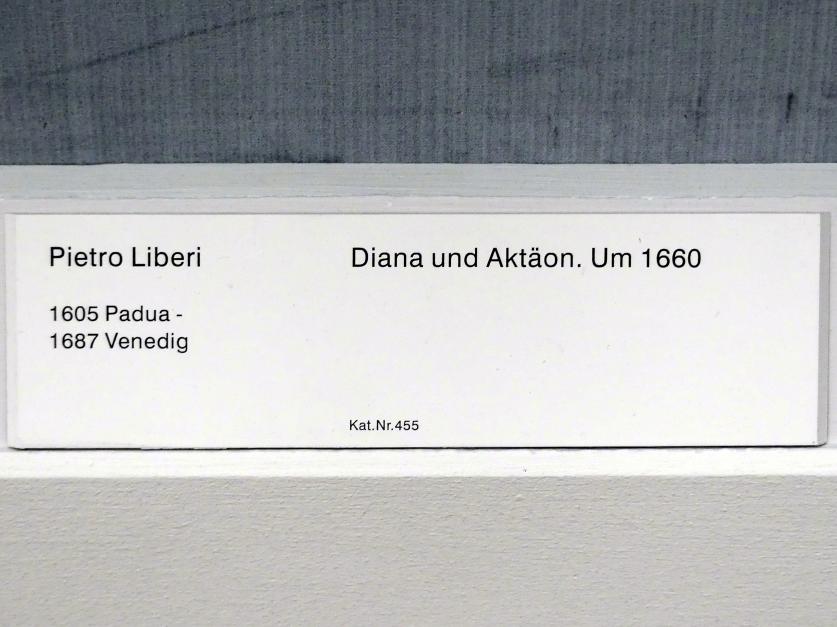 Pietro Liberi
Diana und Aktäon. Um 1660
1605 Padua -
1687 Venedig
Kat.Nr.455